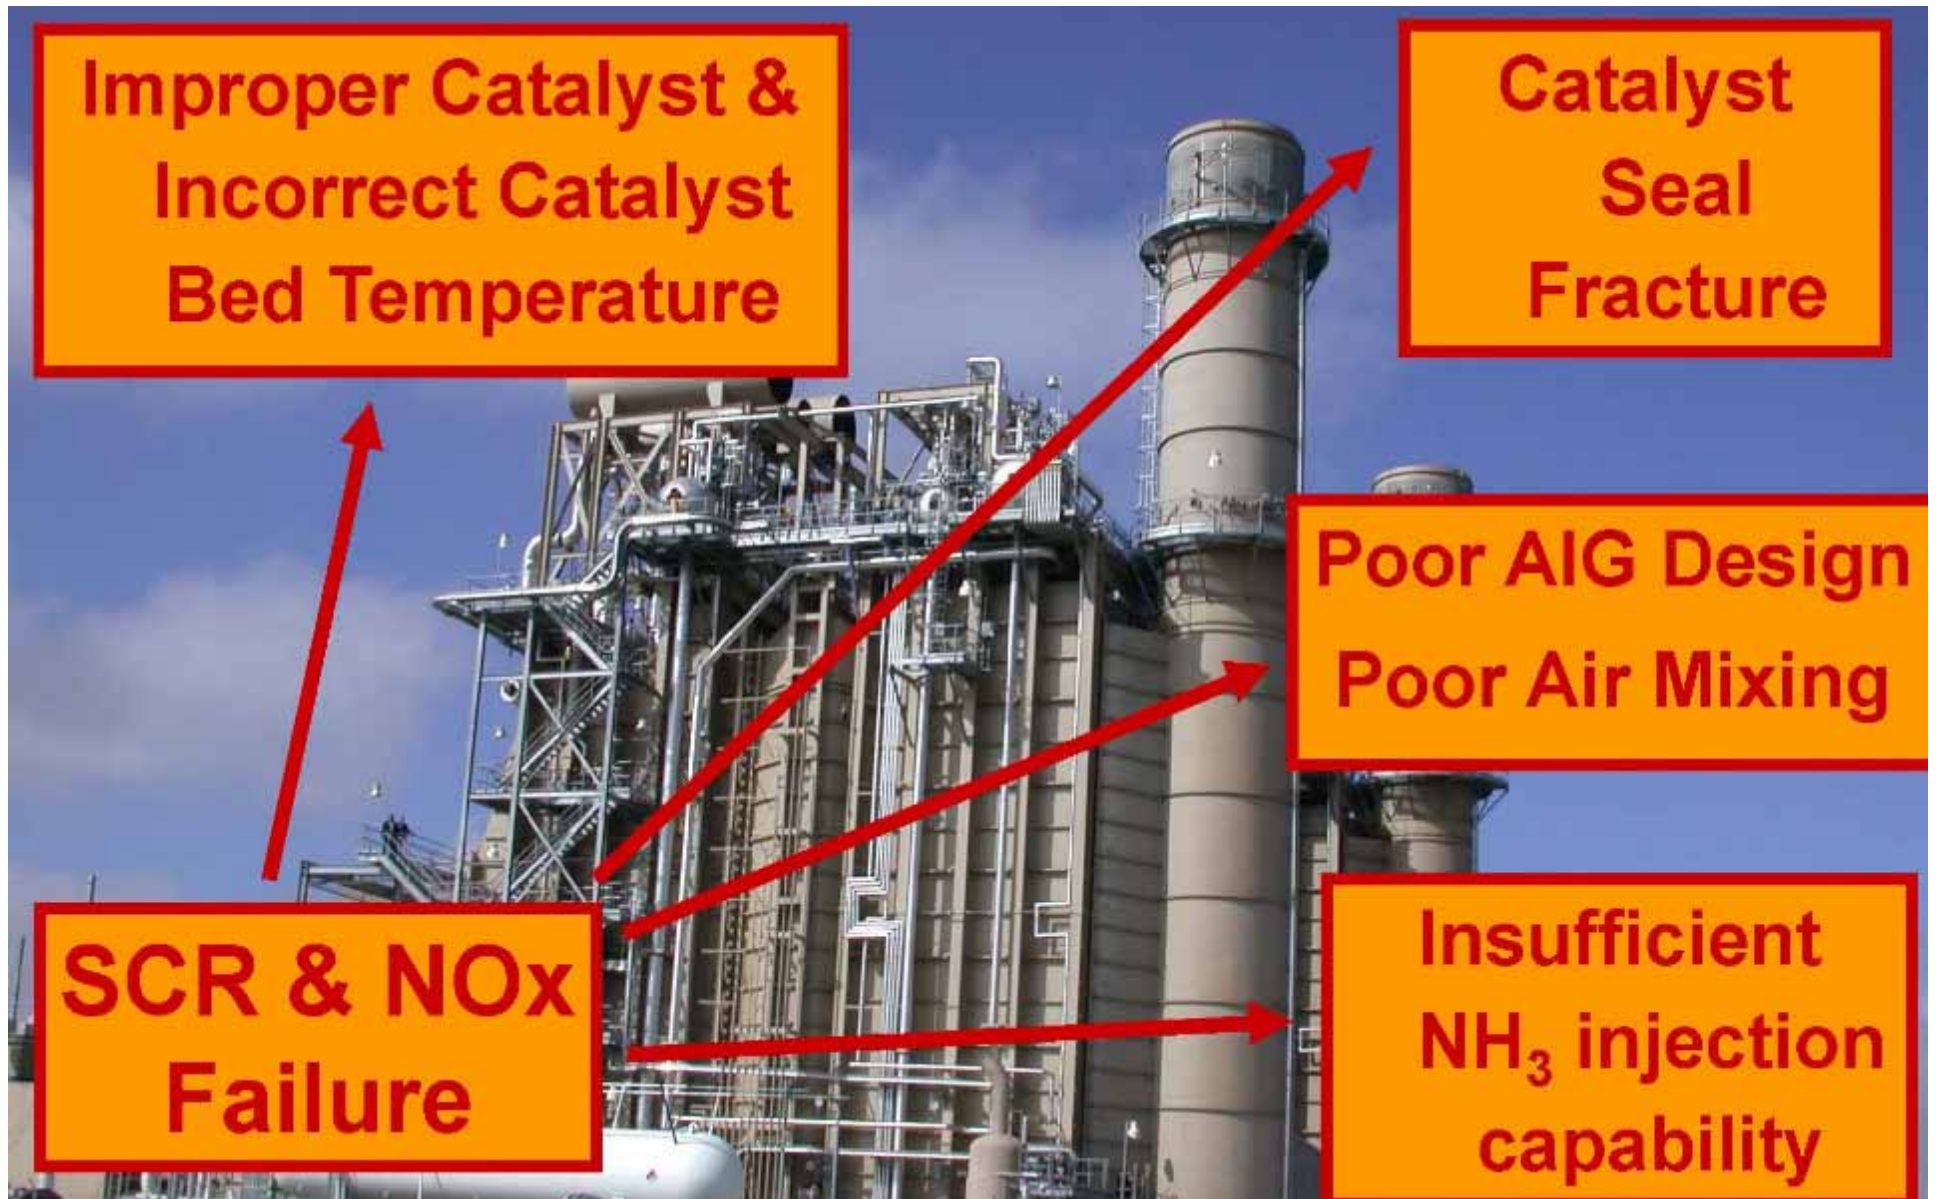 Improper Catalyst &
Incorrect Catalyst
Bed Temperature
Catalyst
Seal
Fracture
Poor AIG Design
Poor Air Mixing
SCR & NOx
Failure
Insufficient
NH₃ injection
capability